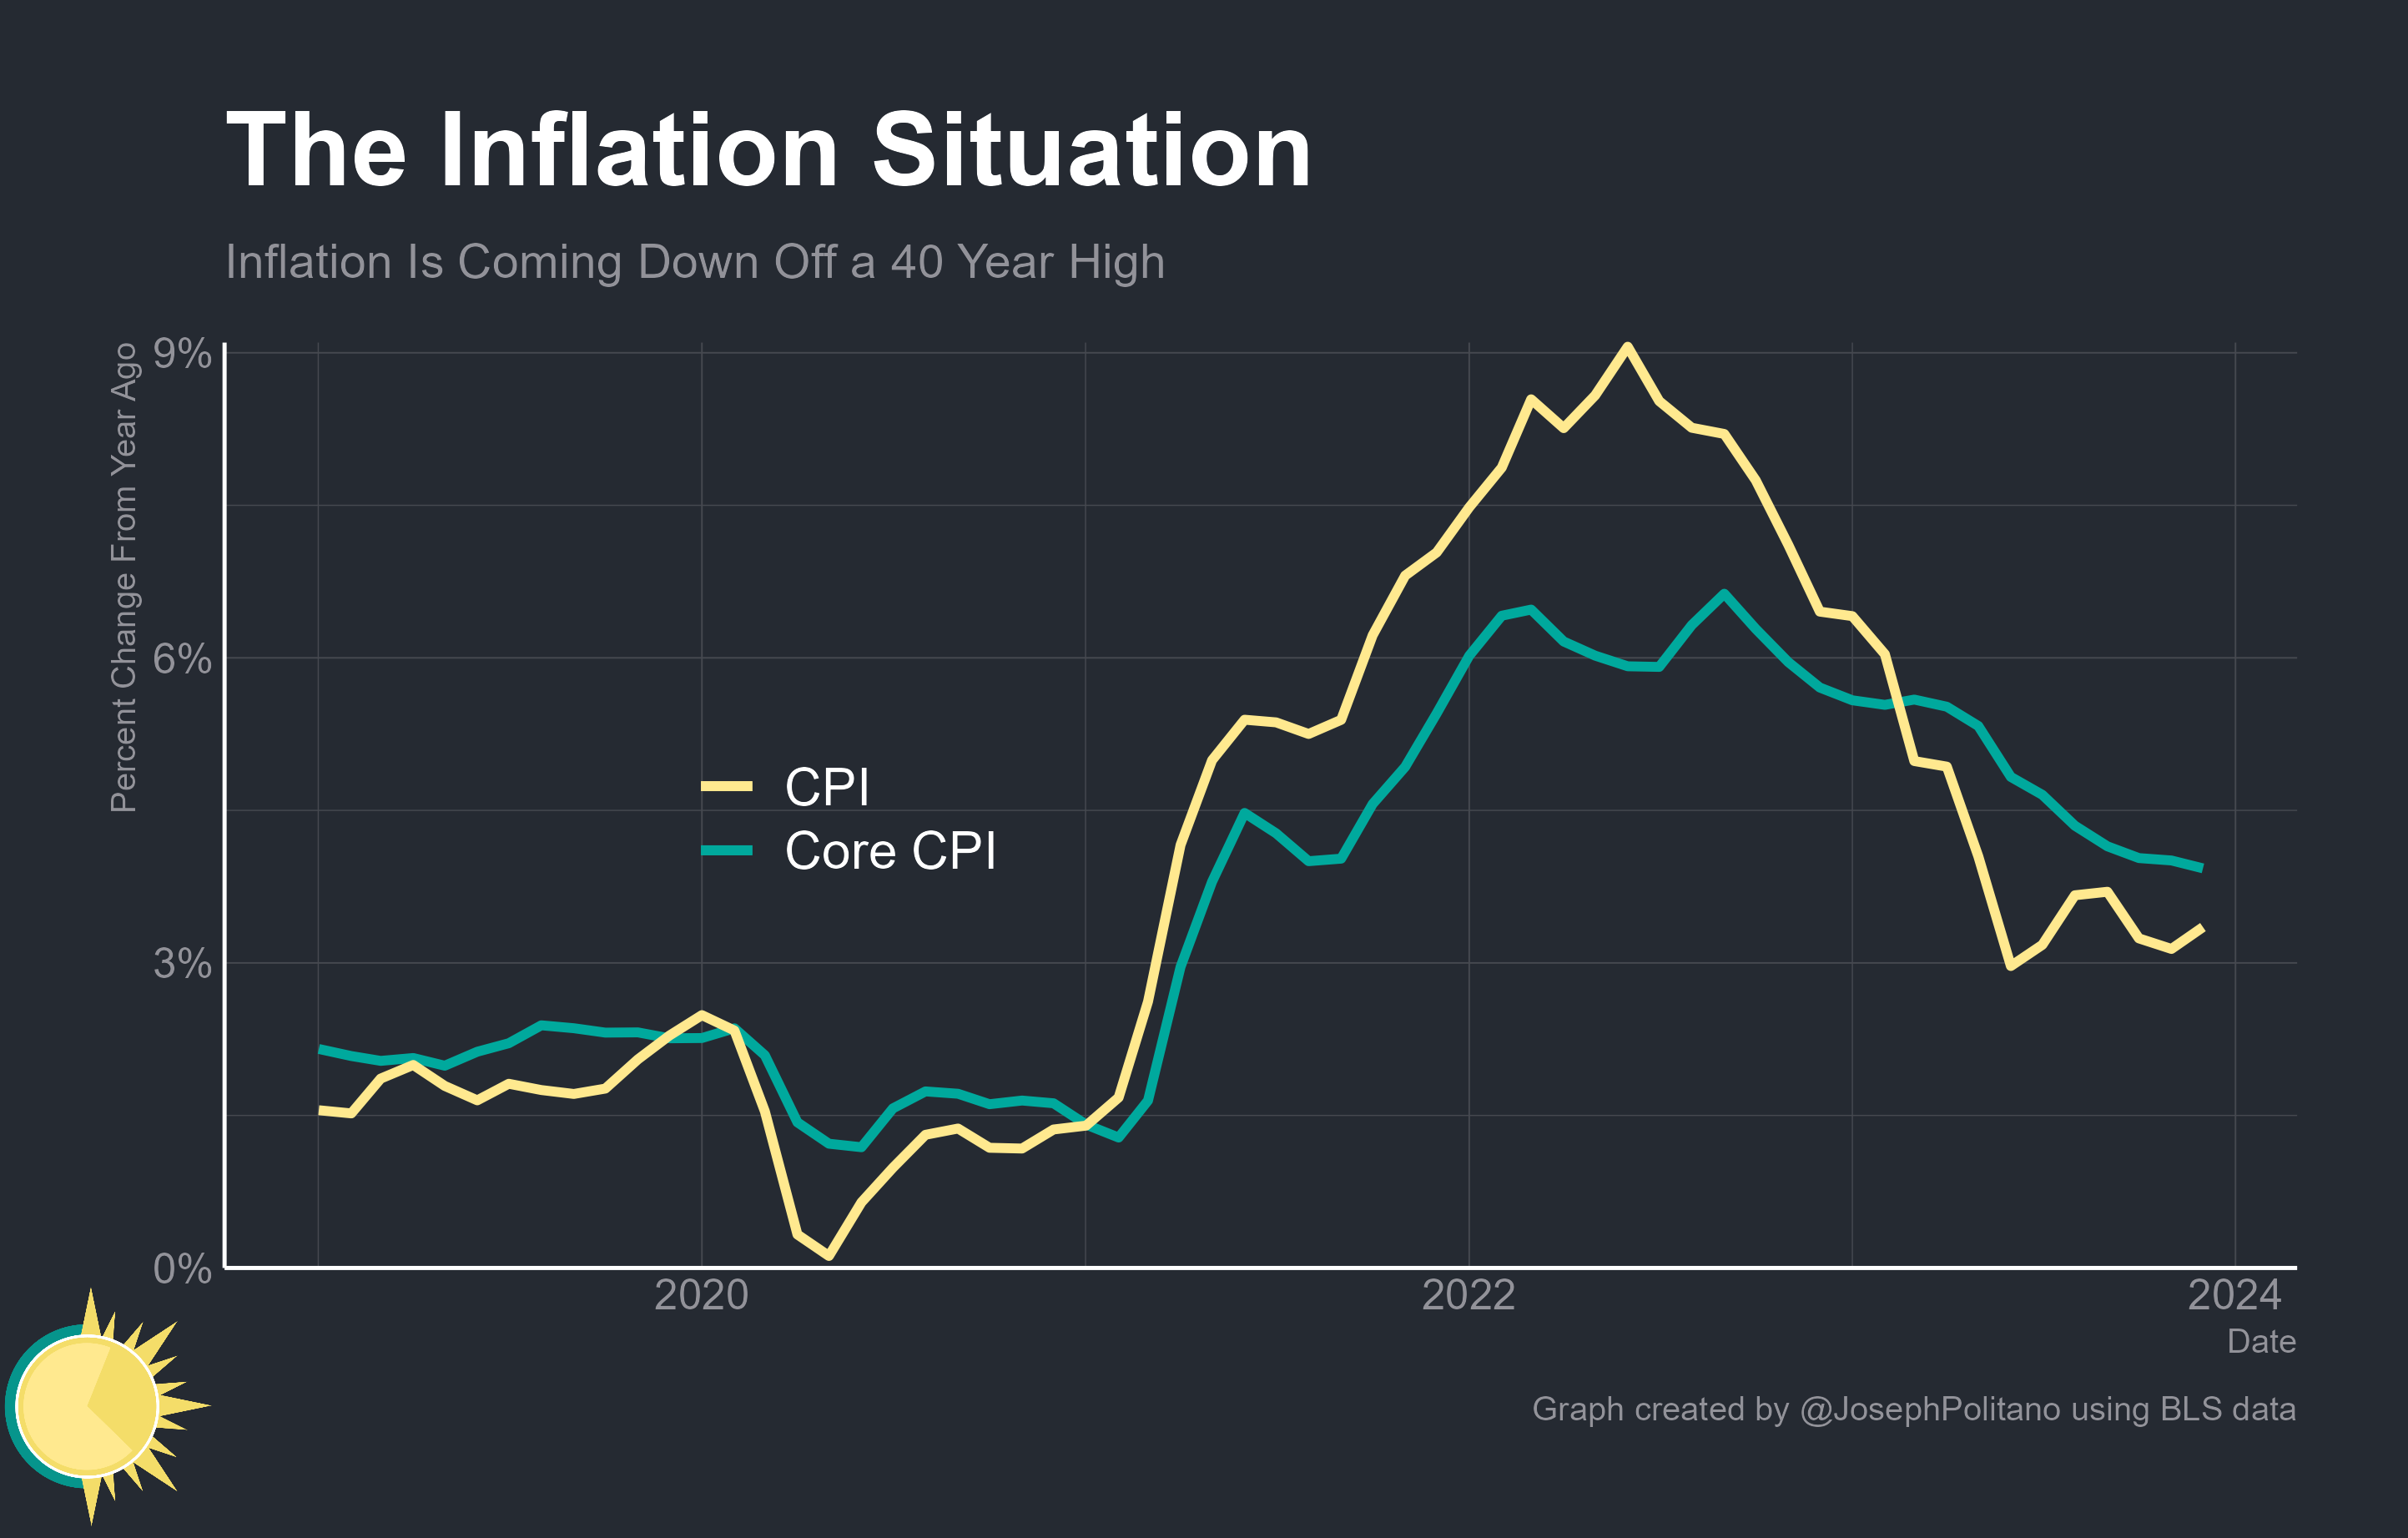 The Inflation Situation
Inflation Is Coming Down Off a 40 Year High
Percent Change From Year Ago
9%
6%
3%
0%
CPI
Core CPI
2020
2022
2024
Date
Graph created by @JosephPolitano using BLS data